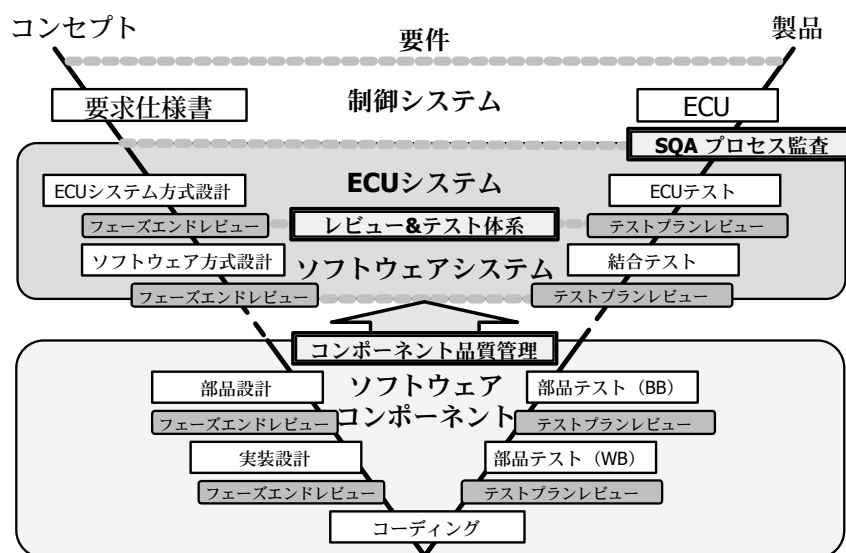 コンセプト
要件
製品
要求仕様書
制御システム
ECU
SQA プロセス監査
ECUシステム
ECUシステム方式設計
ECUテスト
フェーズエンドレビュー
レビュー&テスト体系
テストプランレビュー
ソフトウェア方式設計
ソフトウェアシステム
結合テスト
フェーズエンドレビュー
テストプランレビュー
コンポーネント品質管理
部品設計
ソフトウェア
コンポーネント
部品テスト（BB）
フェーズエンドレビュー
テストプランレビュー
実装設計
部品テスト（WB）
フェーズエンドレビュー
テストプランレビュー
コーディング